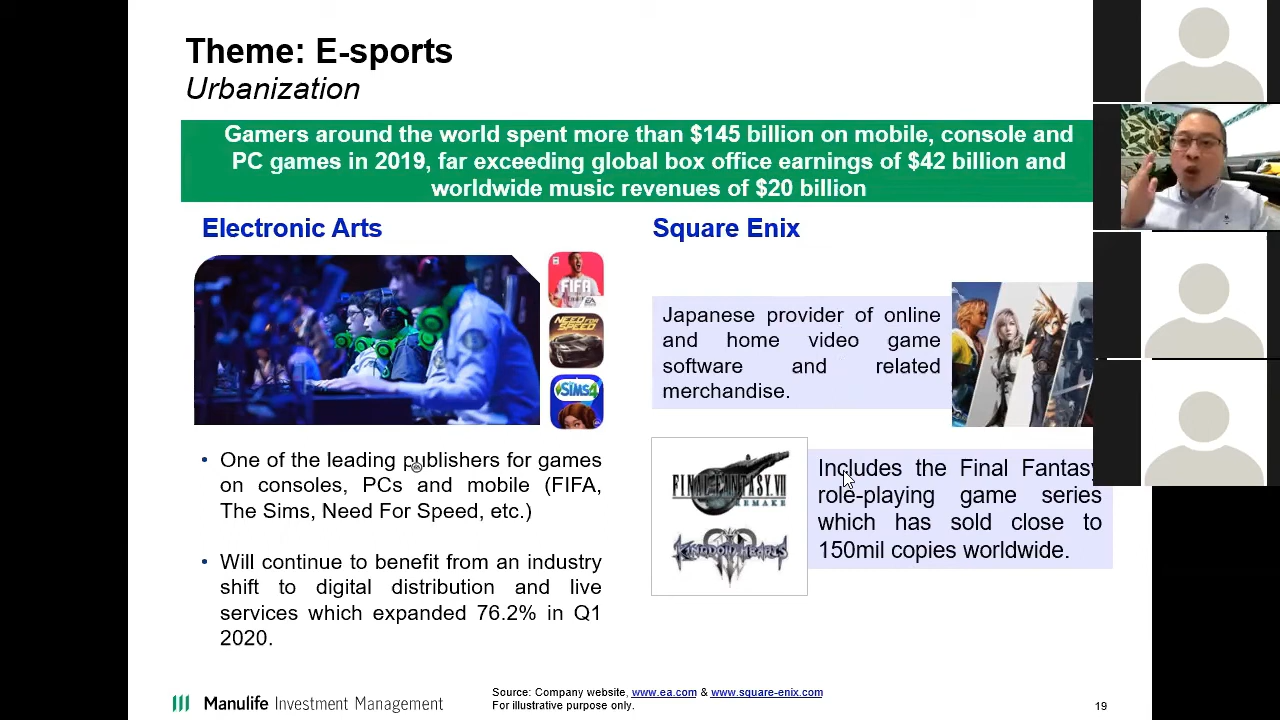 Theme: E-sports
Urbanization
Gamers around the world spent more than $145 billion on mobile, console and
PC games in 2019, far exceeding global box office earnings of $42 billion and
worldwide music revenues of $20 billion
Electronic Arts
FIFA
EA
NEED FOR
SPEED
The SIMS 4
One of the leading publishers for games
on consoles, PCs and mobile (FIFA,
The Sims, Need For Speed, etc.)
Will continue to benefit from an industry
shift to digital distribution and live
services which expanded 76.2% in Q1
2020.
Square Enix
Japanese provider of online
and home video game
software and related
merchandise.
FINAL FANTASY VII
REMAKE
KINGDOM HEARTS
Includes the Final Fantasy
role-playing game series
which has sold close to
150mil copies worldwide.
Manulife Investment Management
Source: Company website, www.ea.com & www.square-enix.com
For illustrative purpose only.
19